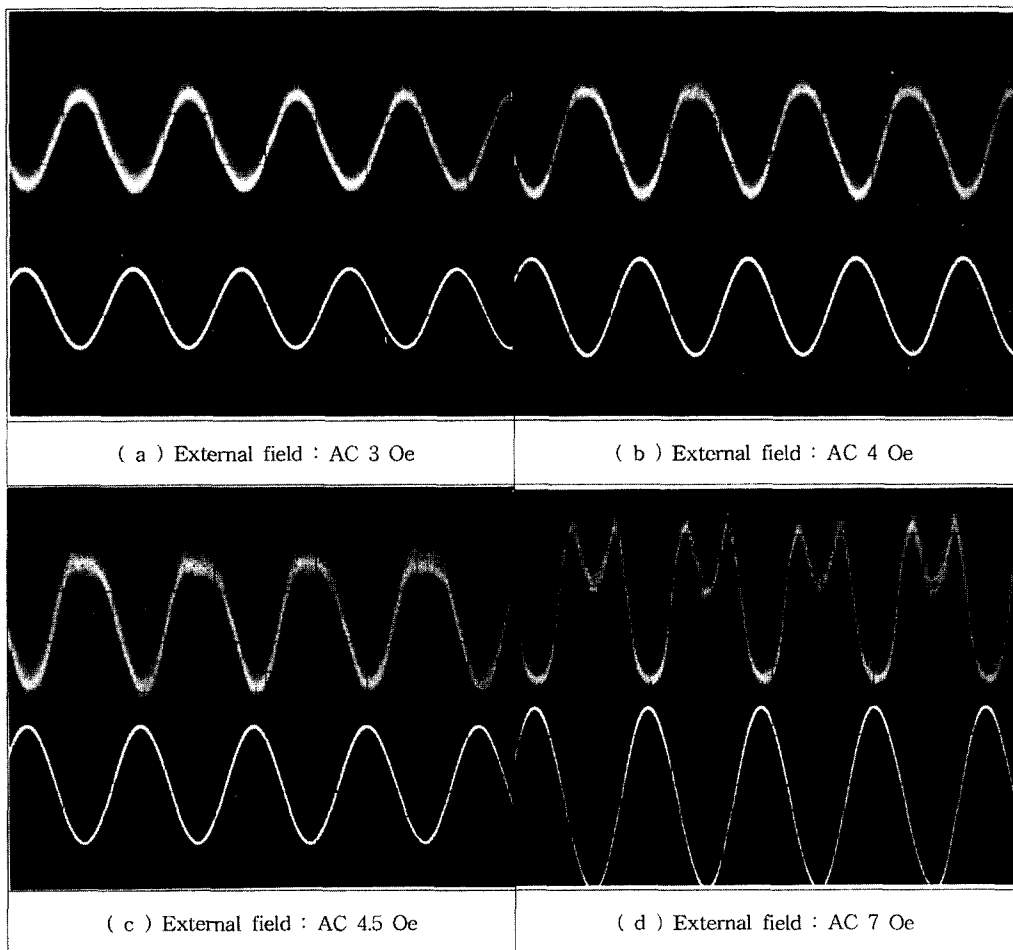 ( a ) External field : AC 3 Oe
( b ) External field : AC 4 Oe
( c ) External field : AC 4.5 Oe
( d ) External field : AC 7 Oe